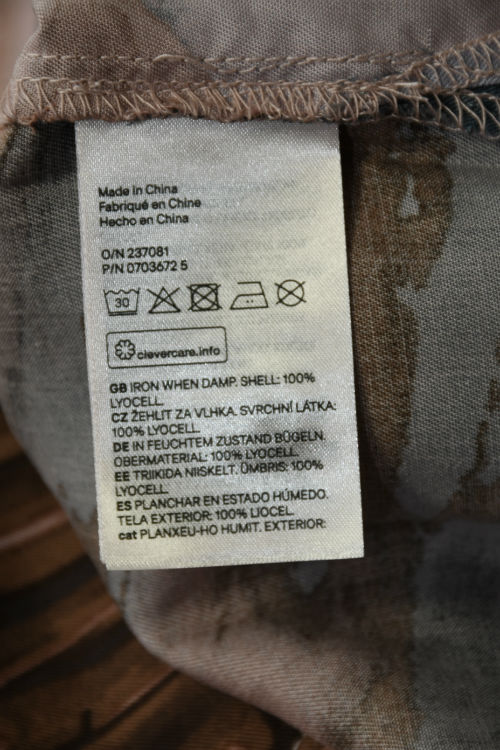 Made in China
Fabriqué en Chine
Hecho en China
O/N 237081
P/N 0703672 5
30
clevercare.info
GB IRON WHEN DAMP. SHELL: 100%
LYOCELL.
CZ ŽEHLIT ZA VLHKA. SVRCHNÍ LÁTKA:
100% LYOCELL.
DE IN FEUCHTEM ZUSTAND BÜGELN.
OBERMATERIAL: 100% LYOCELL.
EE TRIIKIDA NIISKELT. ÜMBRIS: 100%
LYOCELL.
ES PLANCHAR EN ESTADO HÚMEDO.
TELA EXTERIOR: 100% LIOCEL.
cat PLANXEU-HO HUMIT. EXTERIOR: